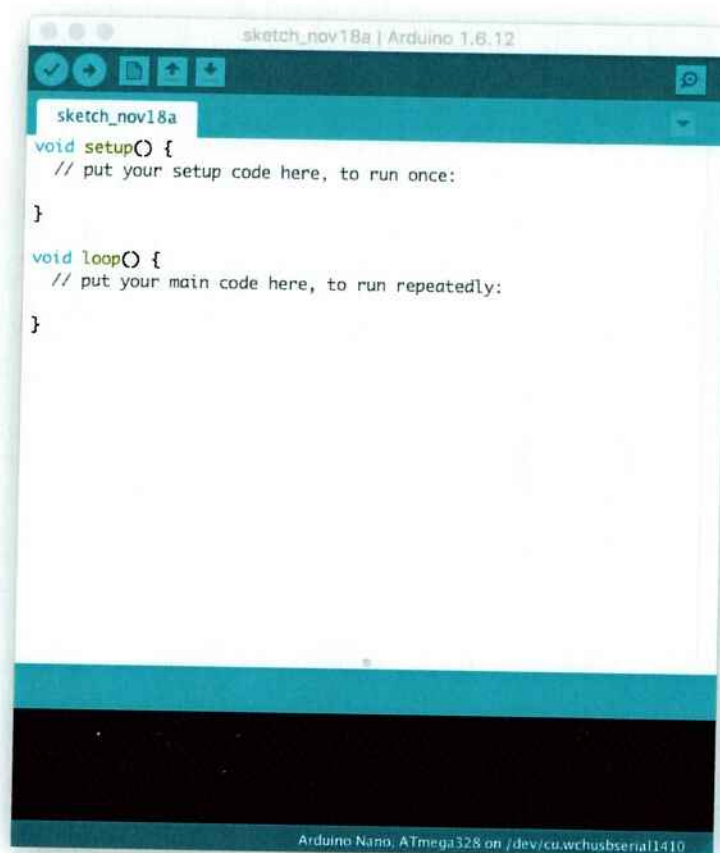 sketch_nov18a | Arduino 1.6.12
sketch_nov18a
void setup() {
  // put your setup code here, to run once:
}
void loop() {
  // put your main code here, to run repeatedly:
}
Arduino Nano, ATmega328 on /dev/cu.wchusbserial1410